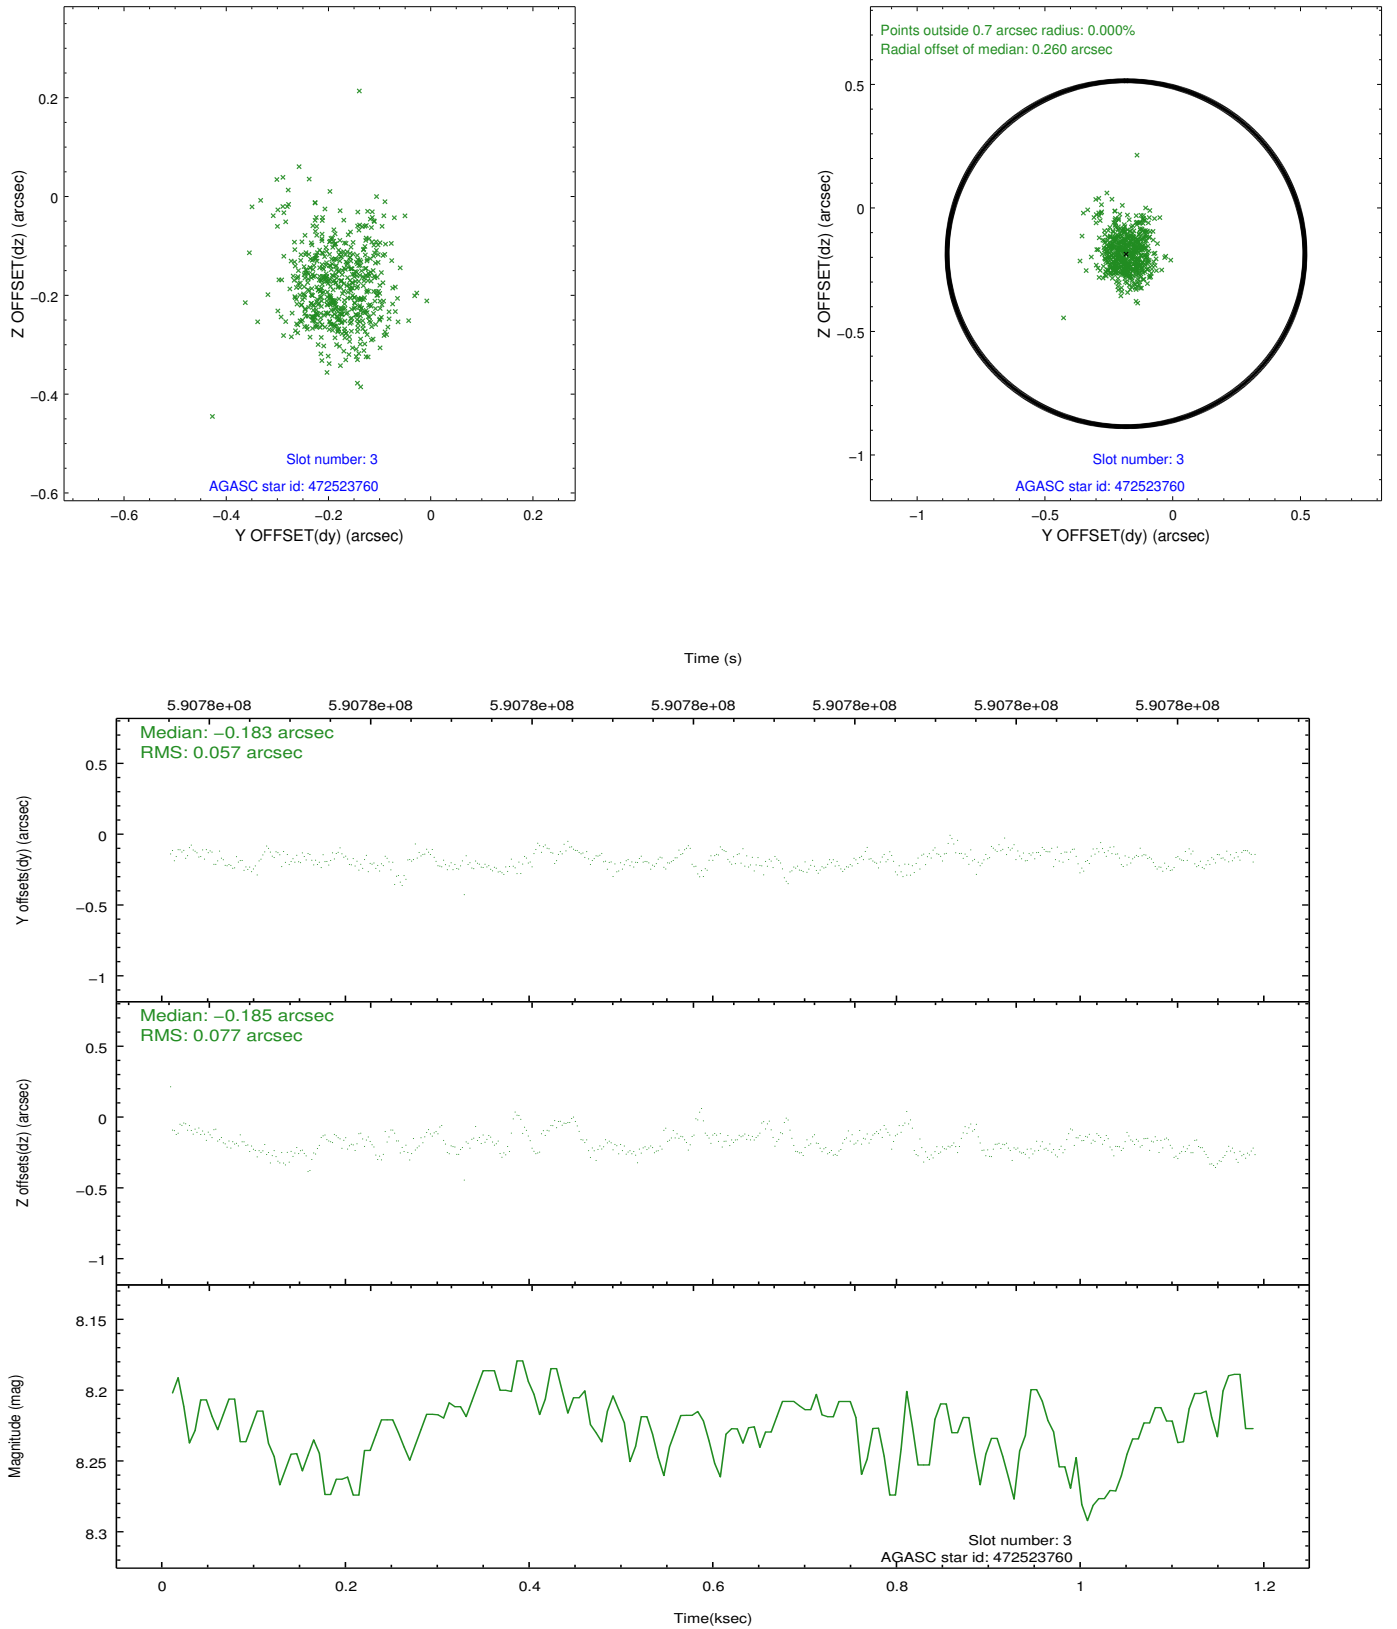 0.2
0
−0.2
−0.4
−0.6
Z OFFSET(dz) (arcsec)
Slot number: 3
AGASC star id: 472523760
−0.6 −0.4 −0.2 0 0.2
Y OFFSET(dy) (arcsec)
Points outside 0.7 arcsec radius: 0.000%
Radial offset of median: 0.260 arcsec
0.5
0
−0.5
−1
Z OFFSET(dz) (arcsec)
Slot number: 3
AGASC star id: 472523760
−1 −0.5 0 0.5
Y OFFSET(dy) (arcsec)
Time (s)
5.9078e+08 5.9078e+08 5.9078e+08 5.9078e+08 5.9078e+08 5.9078e+08 5.9078e+08
Median: −0.183 arcsec
RMS: 0.057 arcsec
0.5
0
−0.5
−1
Y offsets(dy) (arcsec)
Median: −0.185 arcsec
RMS: 0.077 arcsec
0.5
0
−0.5
−1
Z offsets(dz) (arcsec)
8.15
8.2
8.25
8.3
Magnitude (mag)
Slot number: 3
AGASC star id: 472523760
0 0.2 0.4 0.6 0.8 1 1.2
Time(ksec)